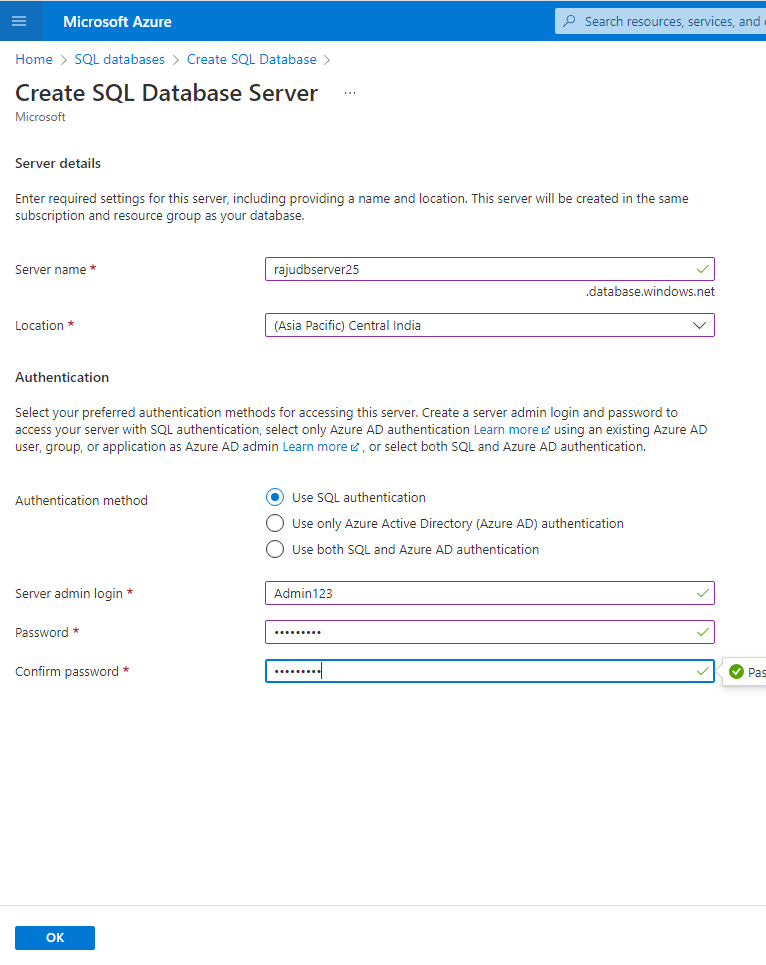 Microsoft Azure
Search resources, services, and
Home > SQL databases > Create SQL Database >
Create SQL Database Server ...
Microsoft
Server details
Enter required settings for this server, including providing a name and location. This server will be created in the same
subscription and resource group as your database.
Server name *
rajudbserver25
.database.windows.net
Location *
(Asia Pacific) Central India
Authentication
Select your preferred authentication methods for accessing this server. Create a server admin login and password to
access your server with SQL authentication, select only Azure AD authentication Learn more using an existing Azure AD
user, group, or application as Azure AD admin Learn more , or select both SQL and Azure AD authentication.
Authentication method
Use SQL authentication
Use only Azure Active Directory (Azure AD) authentication
Use both SQL and Azure AD authentication
Server admin login *
Admin123
Password *
•••••••••
Confirm password *
•••••••••
Pas
OK